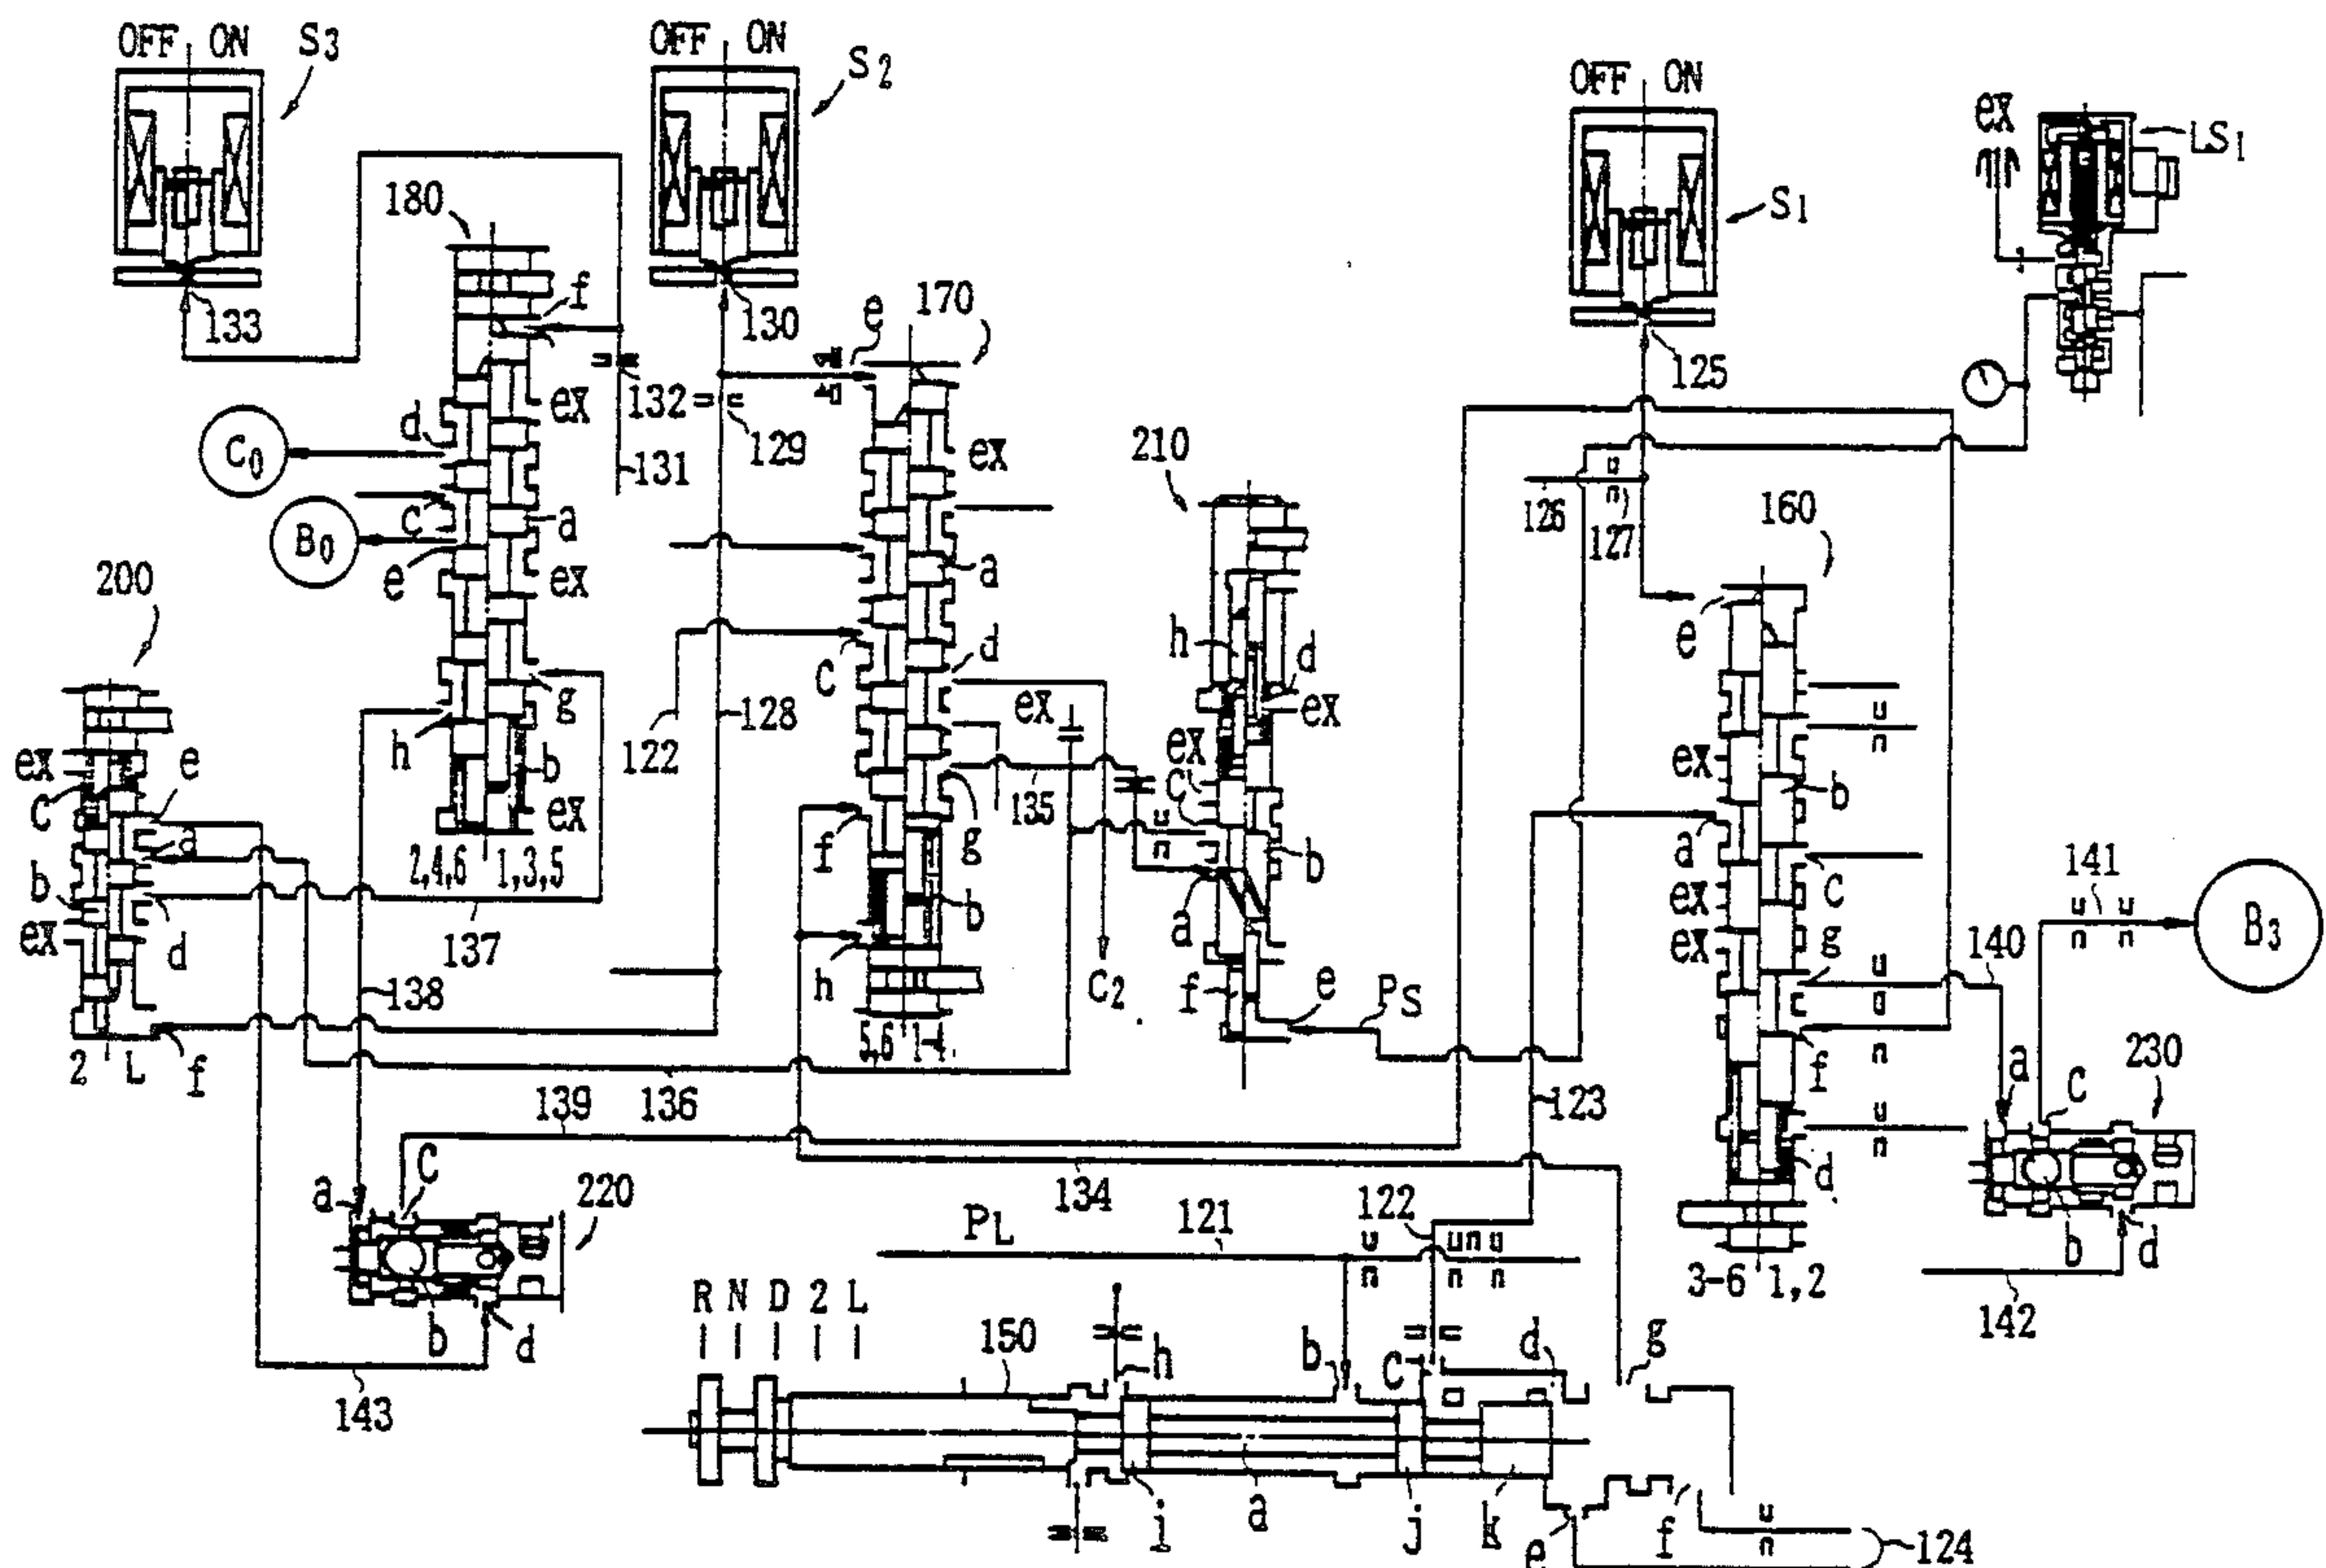 OFF ON S3
OFF ON S2
OFF ON
ex
LS1
S1
180
133
f
130
e
170
125
132
ex
129
d
C0
ex
131
210
126
127
160
c
a
B0
e
ex
a
200
e
h
d
c
d
g
ex
ex
128
122
h
b
ex
ex
b
141
e
c
a
135
c
a
ex
f
g
b
c
B3
2,4,6 1,3,5
b
ex
a
ex
g
140
ex
d
137
b
h
138
C2
f
e
PS
2 L f
5,6 1-4
f
a
230
c
139
136
123
a
c
220
134
d
PL
121
122
b
d
3-6 1,2
142
R N D 2 L
b
d
150
h
b
c
d
g
143
i
a
j
k
e
f
124